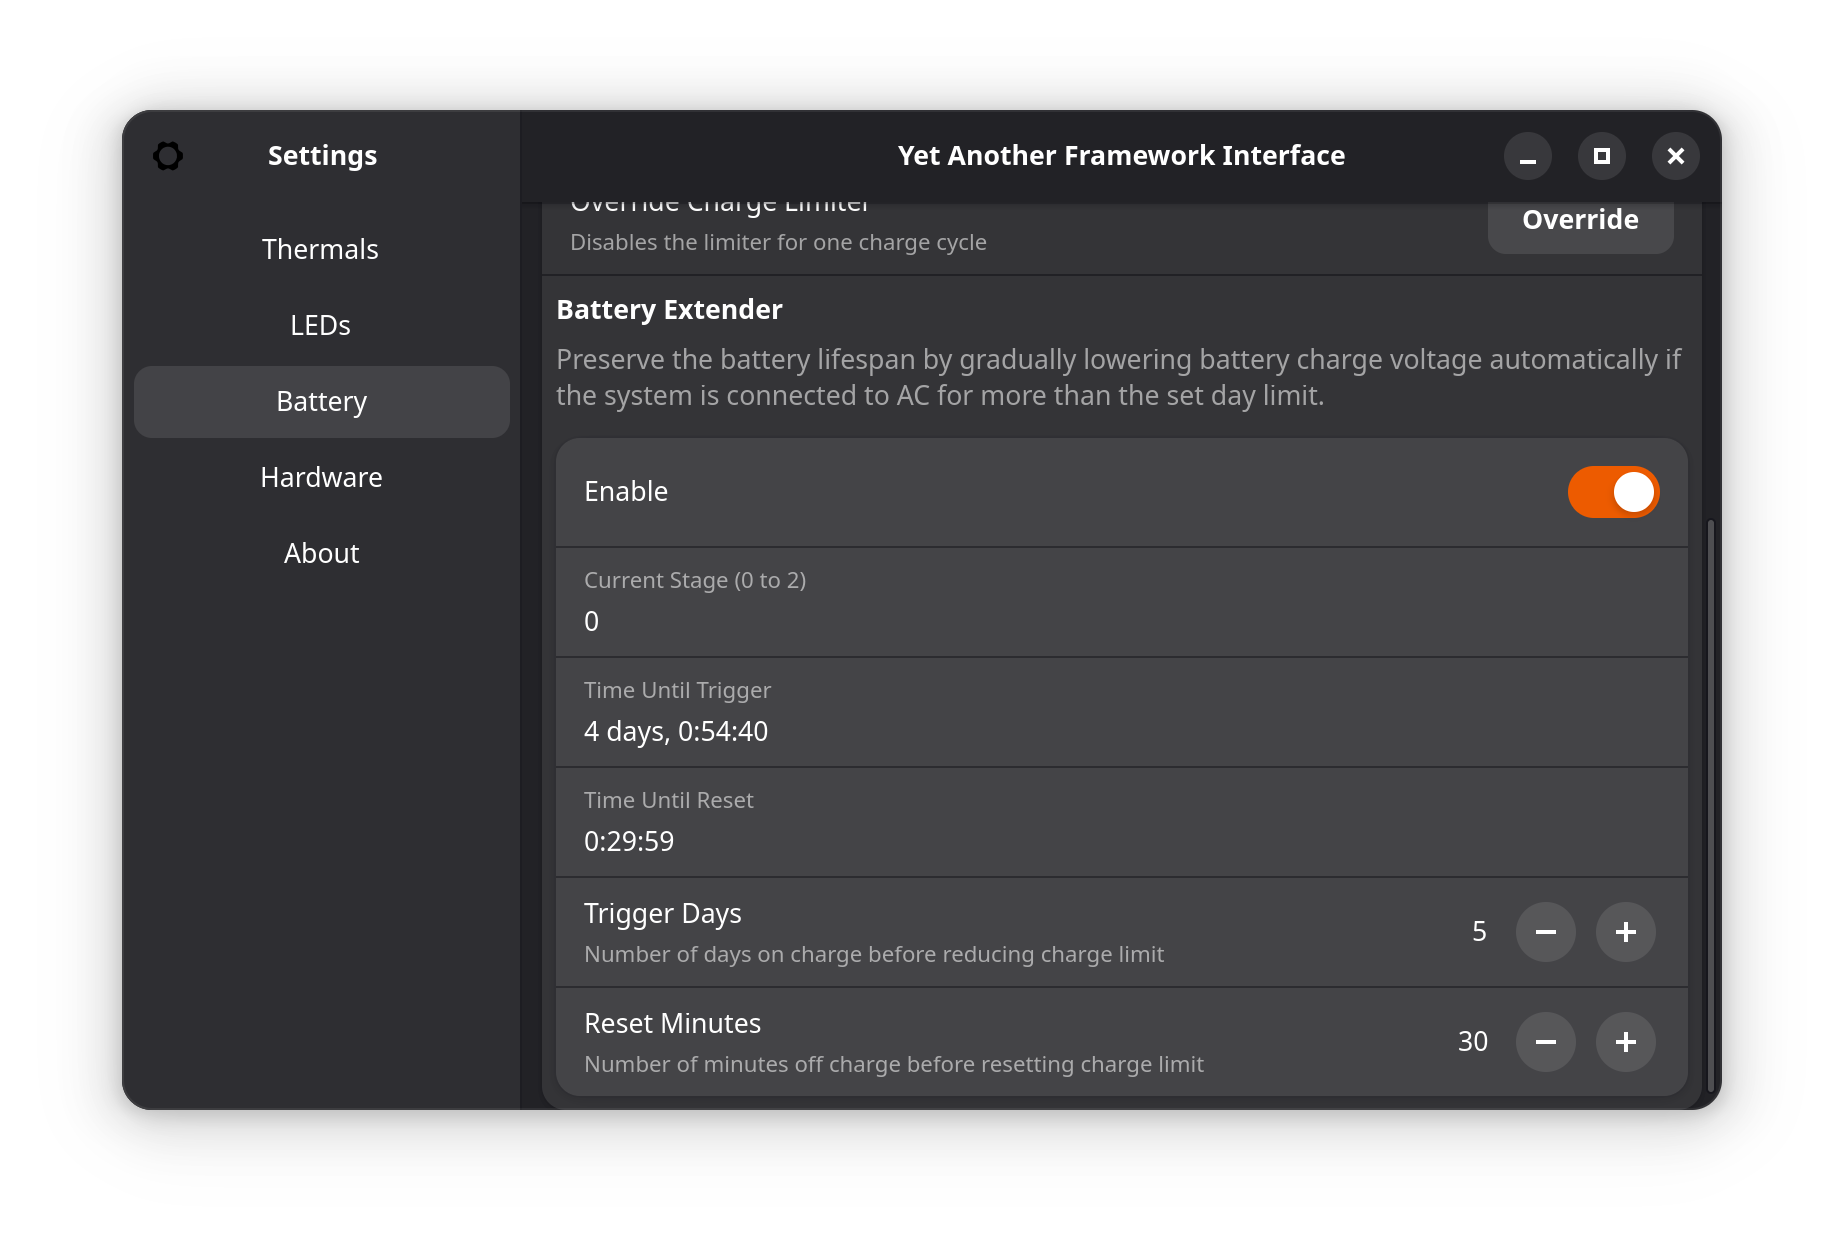 Settings
Yet Another Framework Interface
Thermals
LEDs
Battery
Hardware
About
Override Charge Limiter
Disables the limiter for one charge cycle
Override
Battery Extender
Preserve the battery lifespan by gradually lowering battery charge voltage automatically if
the system is connected to AC for more than the set day limit.
Enable
Current Stage (0 to 2)
0
Time Until Trigger
4 days, 0:54:40
Time Until Reset
0:29:59
Trigger Days
Number of days on charge before reducing charge limit
5
Reset Minutes
Number of minutes off charge before resetting charge limit
30